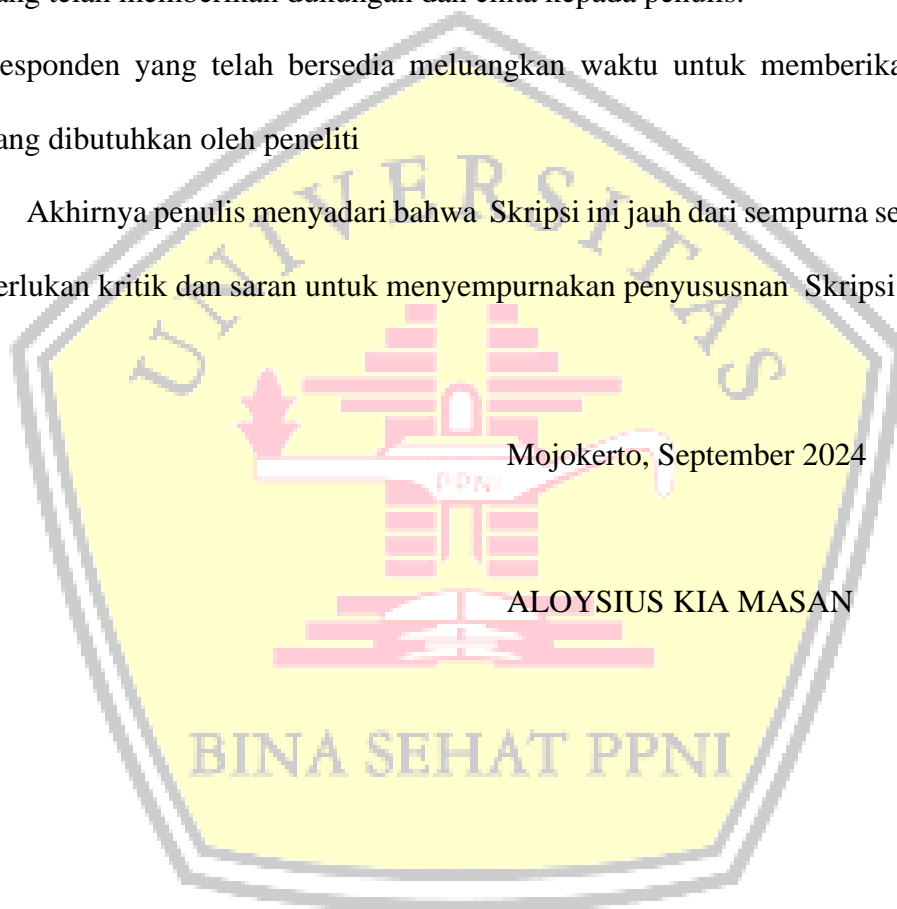 ang telah memberikan dukungan dan cinta kepada penulis.
esponden yang telah bersedia meluangkan waktu untuk memberika
ang dibutuhkan oleh peneliti
Akhirnya penulis menyadari bahwa Skripsi ini jauh dari sempurna se
erlukan kritik dan saran untuk menyempurnakan penyususnan Skripsi
UNIVERSITAS
Mojokerto, September 2024
PPNI
ALOYSIUS KIA MASAN
BINA SEHAT PPNI